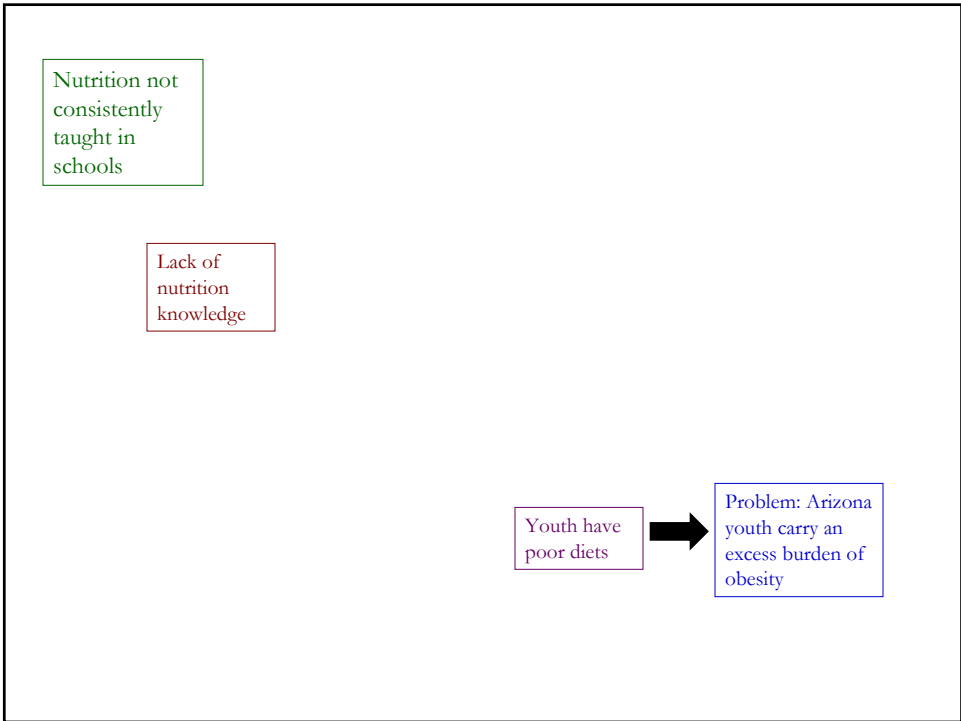 Nutrition not
consistently
taught in
schools
Lack of
nutrition
knowledge
Youth have
poor diets
Problem: Arizona
youth carry an
excess burden of
obesity